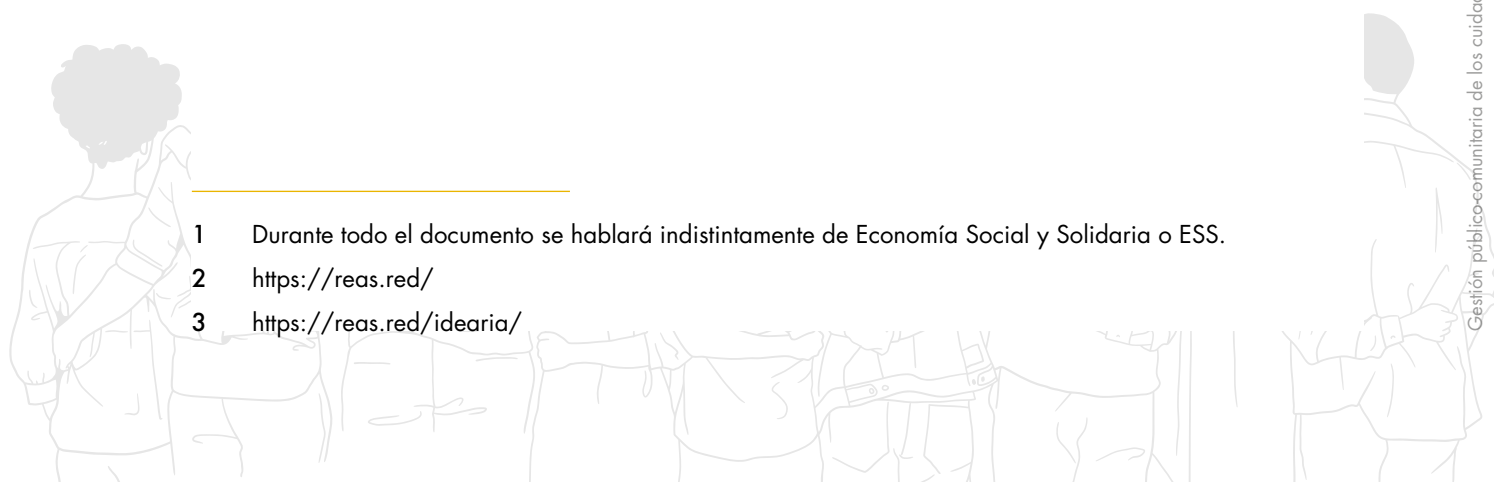 1 Durante todo el documento se hablará indistintamente de Economía Social y Solidaria o ESS.
2 https://reas.red/
3 https://reas.red/idearia/
Gestión público-comunitaria de los